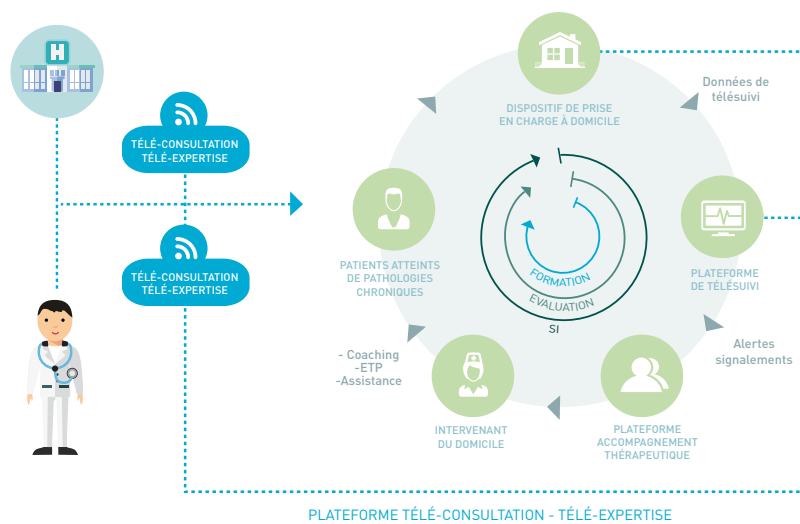 H
TÉLÉ-CONSULTATION
TÉLÉ-EXPERTISE
TÉLÉ-CONSULTATION
TÉLÉ-EXPERTISE
DISPOSITIF DE PRISE
EN CHARGE À DOMICILE
Données de
télésuivi
PLATEFORME
DE TÉLÉSUIVI
Alertes
signalements
PLATEFORME
ACCOMPAGNEMENT
THÉRAPEUTIQUE
INTERVENANT
DU DOMICILE
- Coaching
-ETP
-Assistance
PATIENTS ATTEINTS
DE PATHOLOGIES
CHRONIQUES
FORMATION
EVALUATION
SI
PLATEFORME TÉLÉ-CONSULTATION - TÉLÉ-EXPERTISE